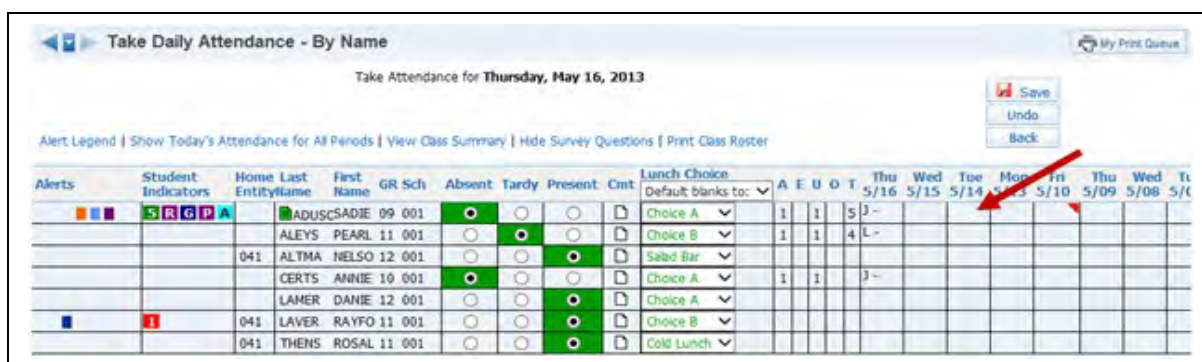 Take Daily Attendance - By Name
My Print Queue
Take Attendance for Thursday, May 16, 2013
Save
Undo
Back
Alert Legend | Show Today's Attendance for All Periods | View Class Summary | Hide Survey Questions | Print Class Roster
Alerts Student Indicators Home Entity Last Name First Name GR Sch Absent Tardy Present Cmt Lunch Choice Default blanks to: A E U O T Thu 5/16 Wed 5/15 Tue 5/14 Mon 5/13 Fri 5/10 Thu 5/09 Wed 5/08
S R G P A ADUSC SADIE 09 001 Choice A 1 1 5 J -
ALEYS PEARL 11 001 Choice B 1 1 4 L -
041 ALTMA NELSO 12 001 Salad Bar
CERTS ANNIE 10 001 Choice A 1 1 J -
LAMER DANIE 12 001 Choice A
1 041 LAVER RAYFO 11 001 Choice B
041 THENS ROSAL 11 001 Cold Lunch